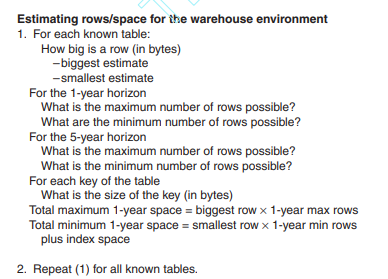 Estimating rows/space for the warehouse environment
1. For each known table:
How big is a row (in bytes)
–biggest estimate
–smallest estimate
For the 1-year horizon
What is the maximum number of rows possible?
What are the minimum number of rows possible?
For the 5-year horizon
What is the maximum number of rows possible?
What is the minimum number of rows possible?
For each key of the table
What is the size of the key (in bytes)
Total maximum 1-year space = biggest row × 1-year max rows
Total minimum 1-year space = smallest row × 1-year min rows
plus index space
2. Repeat (1) for all known tables.